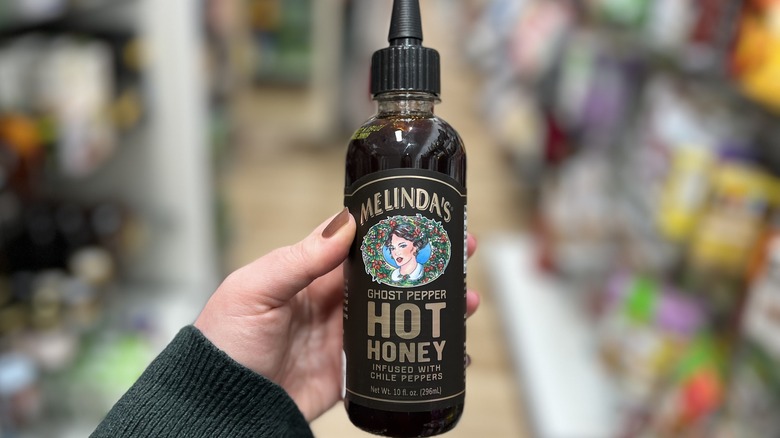 MELINDA'S
GHOST PEPPER
HOT
HONEY
INFUSED WITH
CHILE PEPPERS
Net Wt. 10 fl. oz. (296mL)